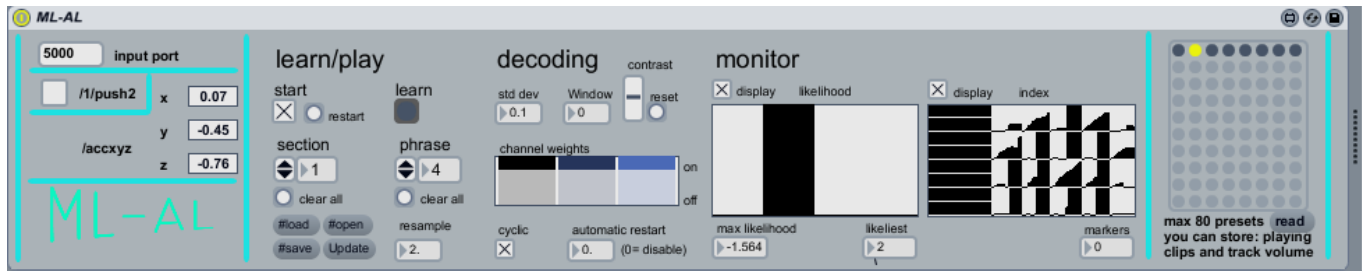 ML-AL
5000 input port
/1/push2
x 0.07
y -0.45
/accxyz
z -0.76
ML-AL
learn/play
start
restart
learn
section
1
clear all
phrase
4
clear all
#load #open
#save Update
resample
2.
decoding
contrast
std dev
0.1
Window
0
reset
channel weights
on
off
cyclic
automatic restart
0. (0= disable)
monitor
display likelihood
display index
max likelihood
-1.564
likeliest
2
markers
0
max 80 presets read
you can store: playing
clips and track volume